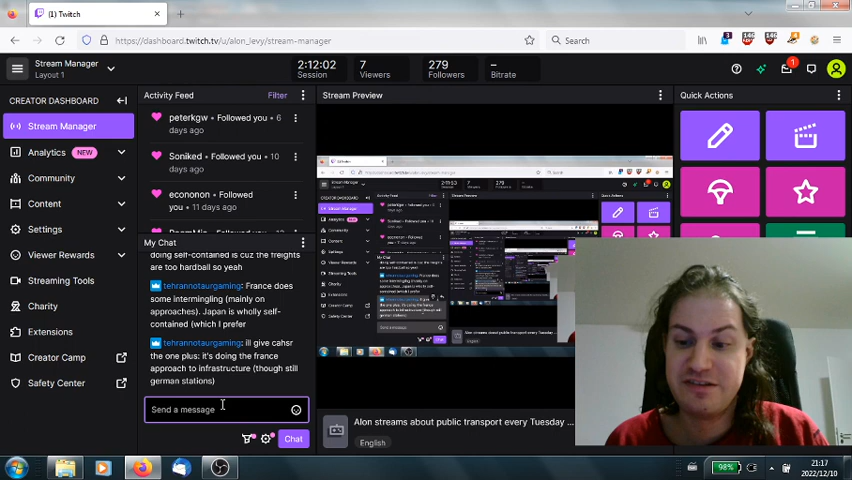 (1) Twitch
https://dashboard.twitch.tv/u/alon_levy/stream-manager
Search
3
146
146
Stream Manager
Layout 1
2:12:02
Session
7
Viewers
279
Followers
–
Bitrate
1
CREATOR DASHBOARD
Stream Manager
Analytics NEW
Community
Content
Settings
Viewer Rewards
Streaming Tools
Charity
Extensions
Creator Camp
Safety Center
Activity Feed
Filter
peterkgw • Followed you • 6
days ago
Soniked • Followed you • 10
days ago
econonon • Followed
you • 11 days ago
My Chat
doing self-contained is cuz the freights
are too hardball so yeah
tehrannotaurgaming: France does
some intermingling (mainly on
approaches). Japan is wholly self-
contained (which I prefer
tehrannotaurgaming: ill give cahsr
the one plus: it's doing the france
approach to infrastructure (though still
german stations)
Send a message
Chat
Stream Preview
Alon streams about public transport every Tuesday ...
English
Quick Actions
98%
21:17
2022/12/10